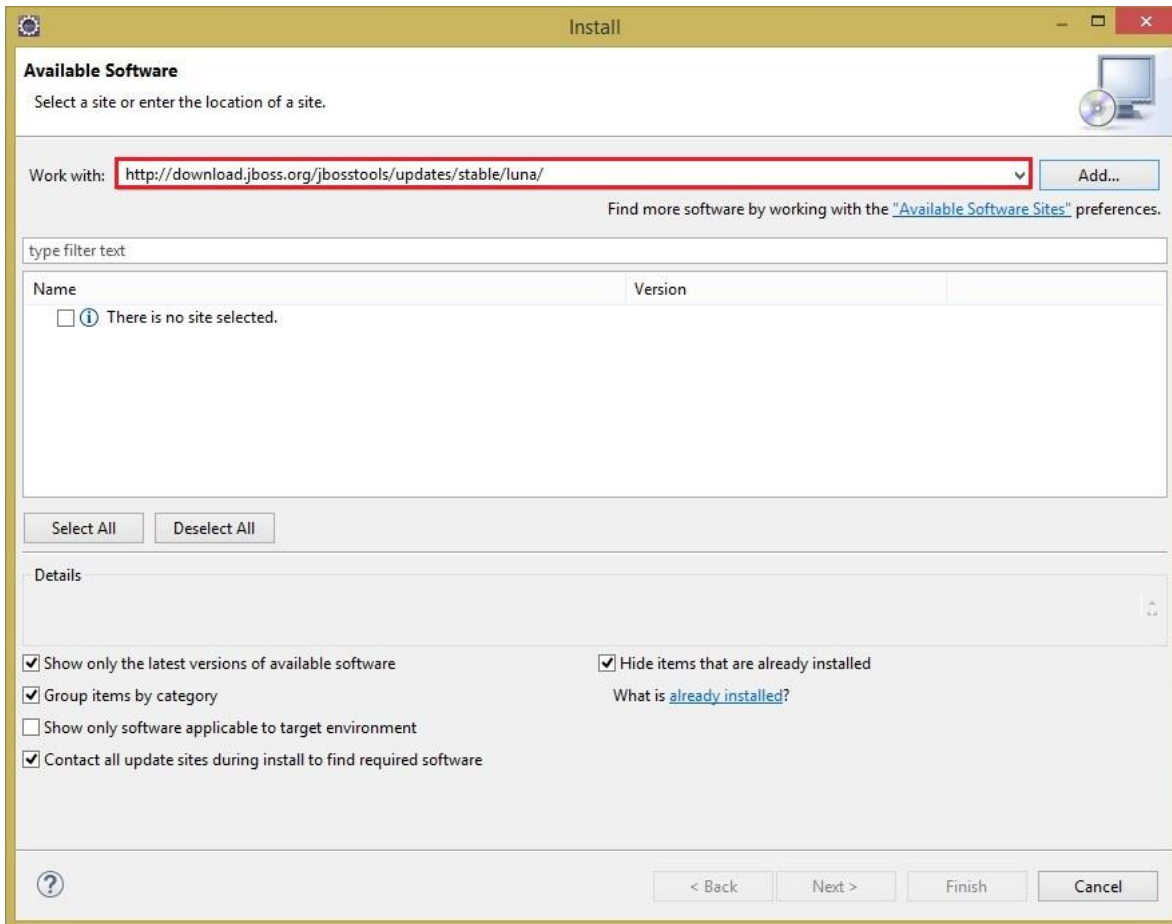 Install
Available Software
Select a site or enter the location of a site.
Work with: http://download.jboss.org/jbosstools/updates/stable/luna/ Add...
Find more software by working with the "Available Software Sites" preferences.
type filter text
Name Version
There is no site selected.
Select All Deselect All
Details
Show only the latest versions of available software Hide items that are already installed
Group items by category What is already installed?
Show only software applicable to target environment
Contact all update sites during install to find required software
? < Back Next > Finish Cancel